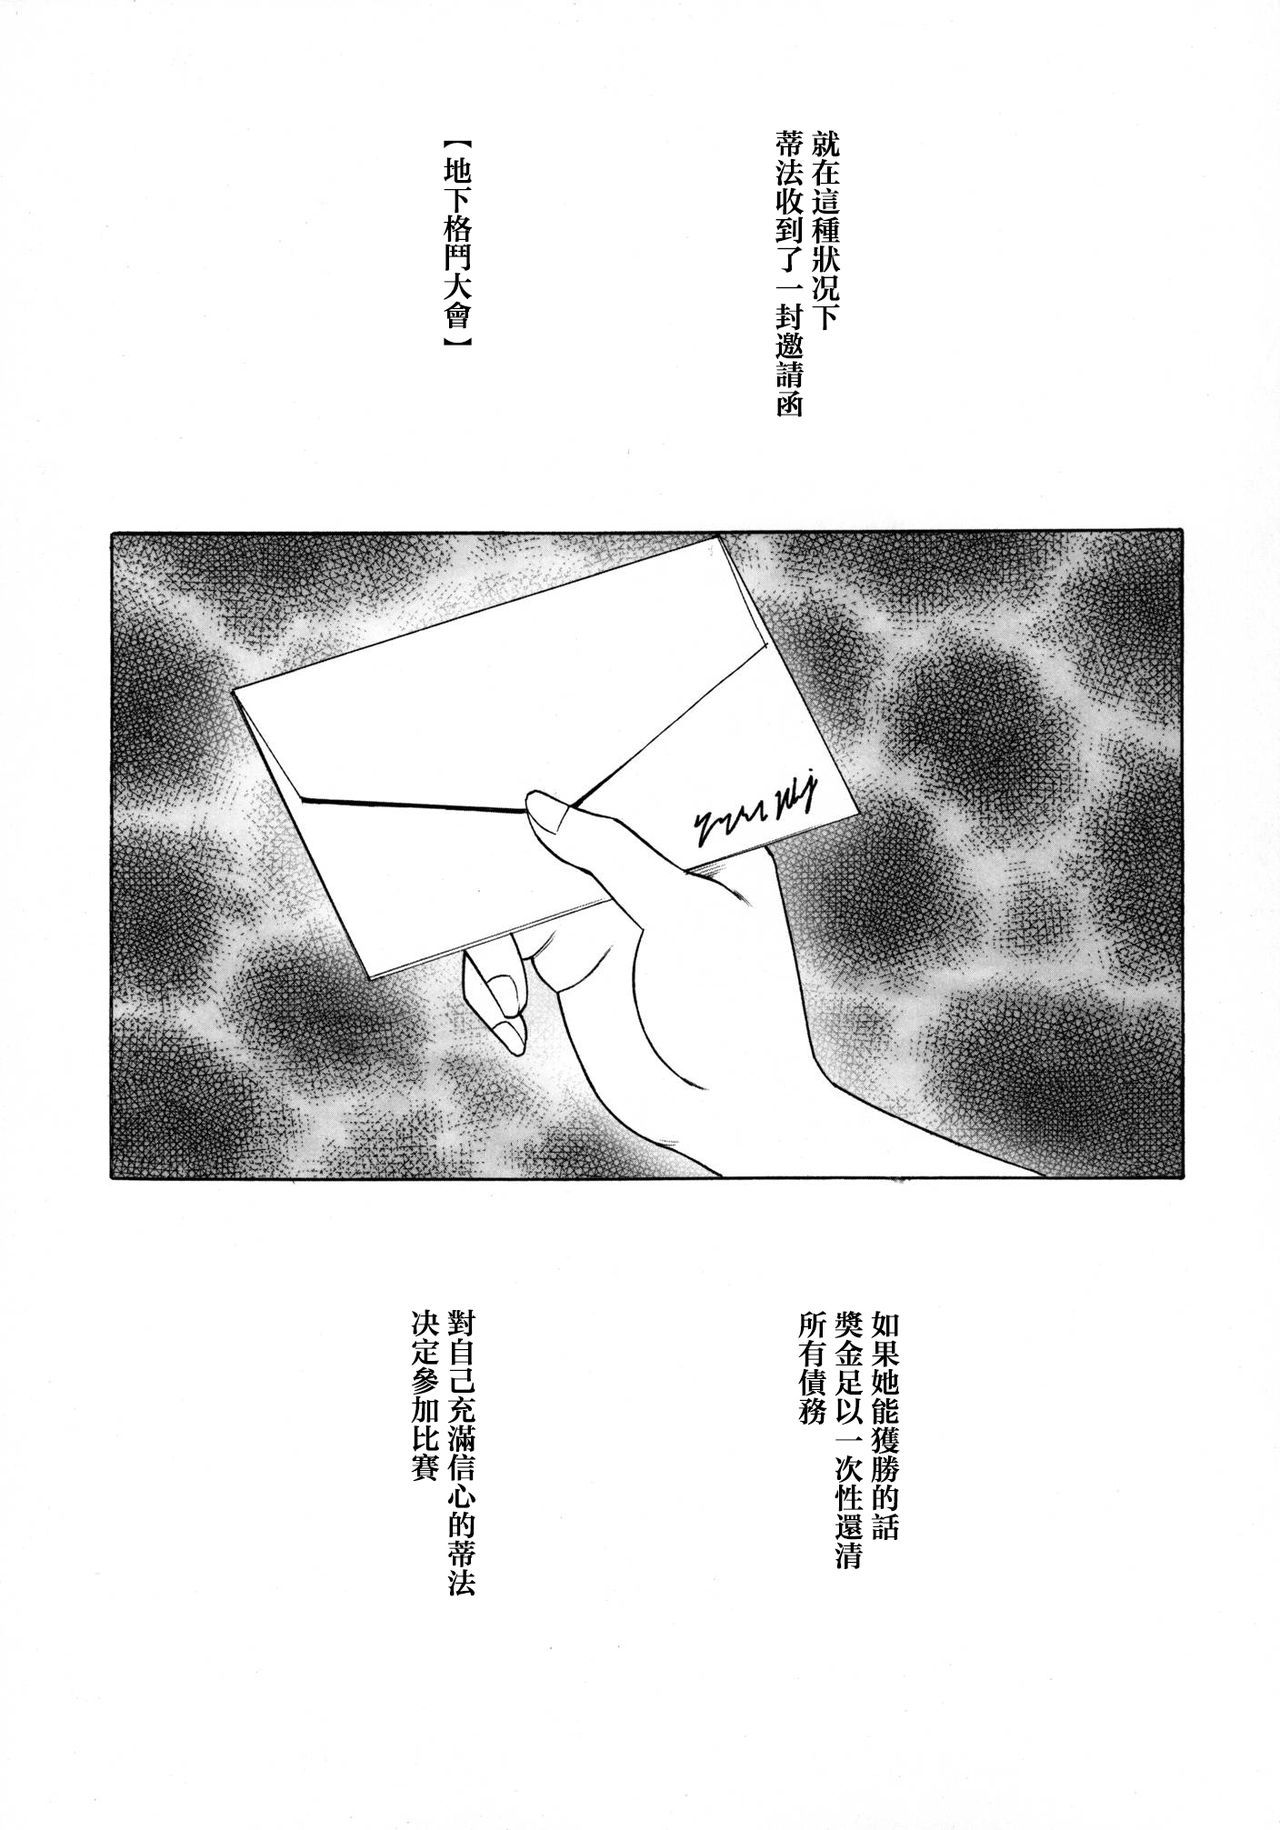 就在這種狀況下
蒂法收到了一封邀請函
【地下格鬥大會】
如果她能獲勝的話
獎金足以一次性還清
所有債務
對自己充滿信心的蒂法
決定參加比賽